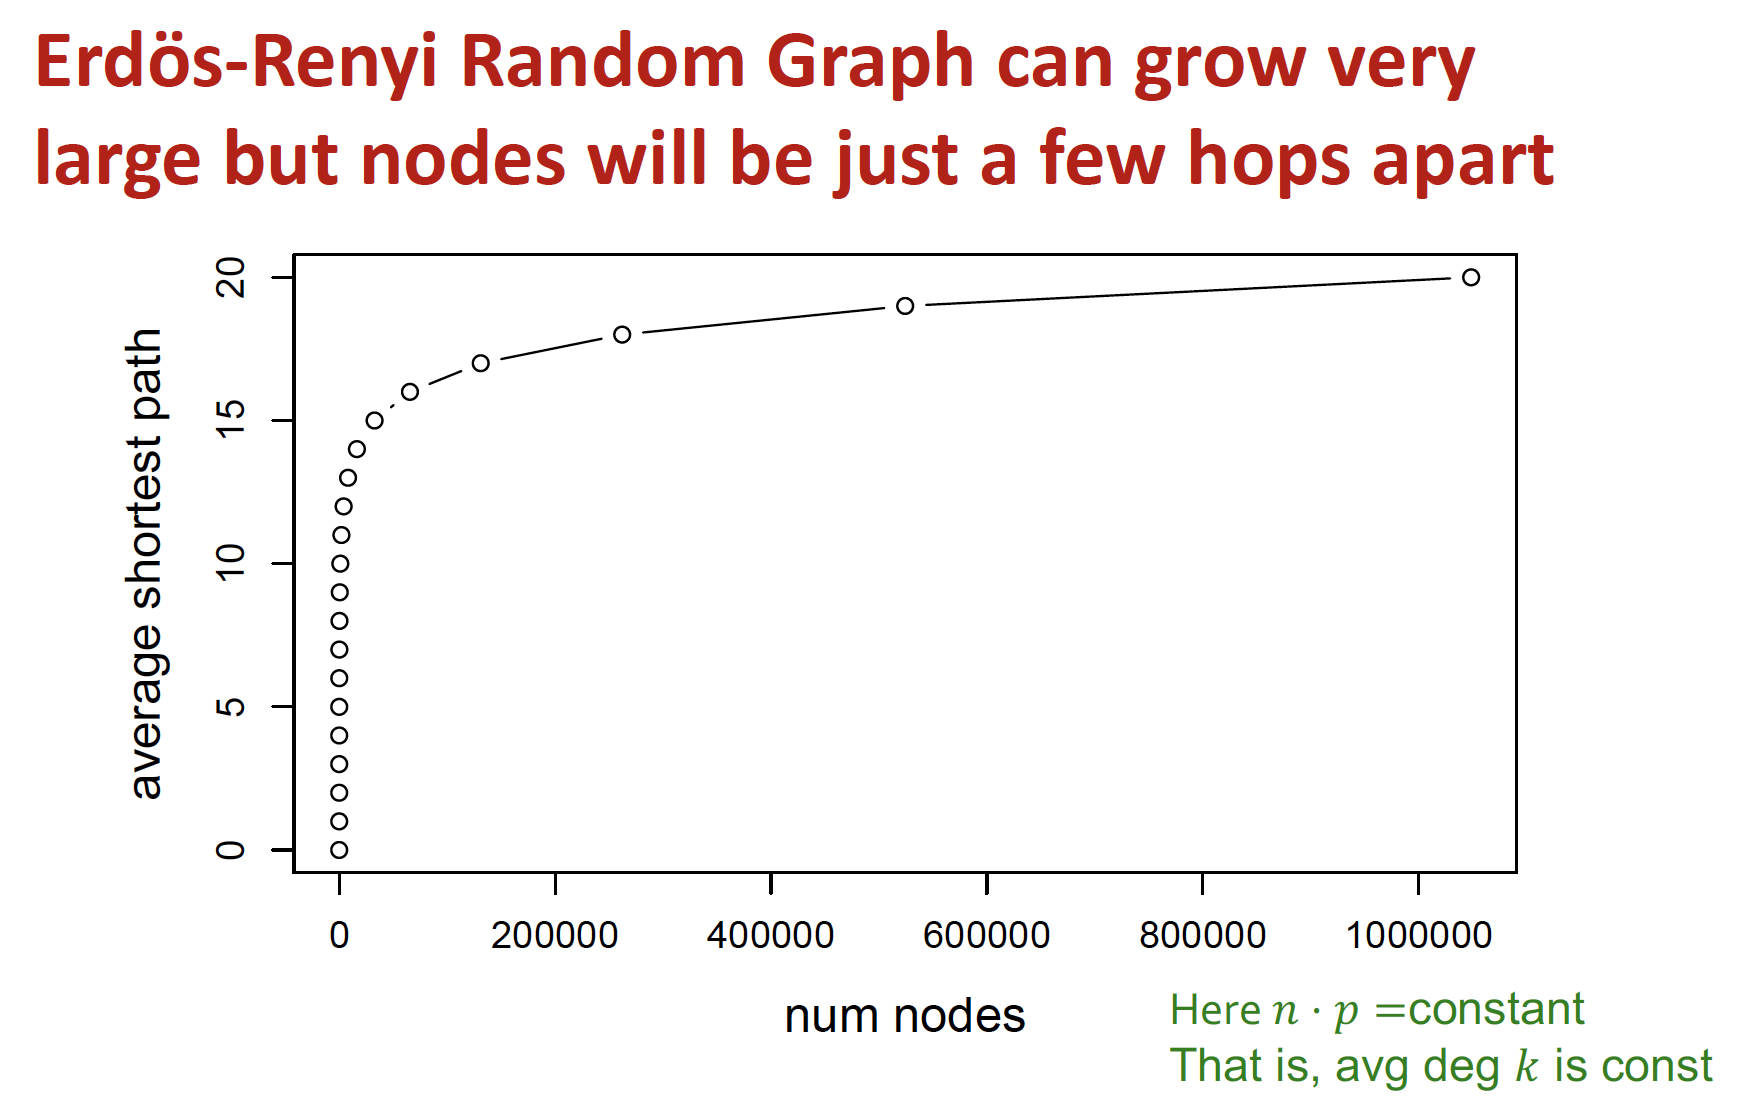 Erdös-Renyi Random Graph can grow very
large but nodes will be just a few hops apart
average shortest path
20
15
10
5
0
0 200000 400000 600000 800000 1000000
num nodes
Here n · p =constant
That is, avg deg k is const